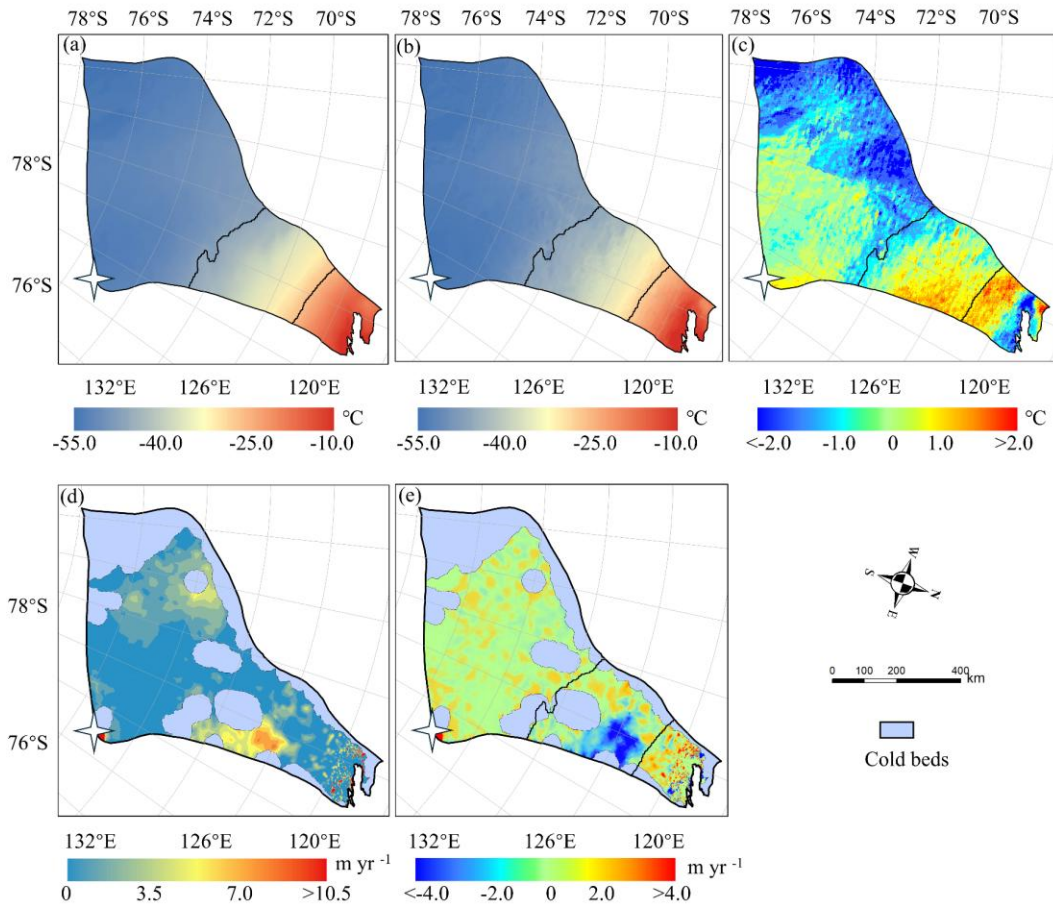 78°S 76°S 74°S 72°S 70°S 78°S 76°S 74°S 72°S 70°S 78°S 76°S 74°S 72°S 70°S
(a) (b) (c)
78°S
76°S
132°E 126°E 120°E 132°E 126°E 120°E 132°E 126°E 120°E
°C °C °C
-55.0 -40.0 -25.0 -10.0 -55.0 -40.0 -25.0 -10.0 <-2.0 -1.0 0 1.0 >2.0
(d) (e)
W
S
N
E
78°S
0 100 200 400 km
76°S
Cold beds
132°E 126°E 120°E 132°E 126°E 120°E
m yr -1 m yr -1
0 3.5 7.0 >10.5 <-4.0 -2.0 0 2.0 >4.0